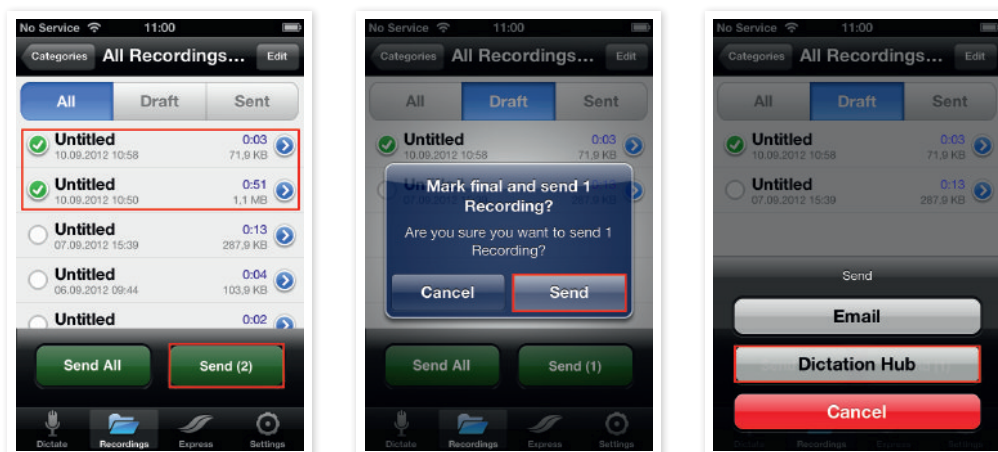 No Service 11:00
Categories All Recordings... Edit
All Draft Sent
Untitled 0:03
10.09.2012 10:58 71,9 KB
Untitled 0:51
10.09.2012 10:50 1,1 MB
Untitled 0:13
07.09.2012 15:39 287,9 KB
Untitled 0:04
06.09.2012 09:44 103,9 KB
Untitled 0:02
Send All Send (2)
Dictate Recordings Express Settings
No Service 11:00
Categories All Recordings... Edit
All Draft Sent
Untitled 0:03
10.09.2012 10:58 71,9 KB
Mark final and send 1
Recording?
Are you sure you want to send 1
Recording?
Cancel Send
Send All Send (1)
Dictate Recordings Express Settings
No Service 11:00
Categories All Recordings... Edit
All Draft Sent
Untitled 0:03
10.09.2012 10:58 71,9 KB
Untitled 0:13
07.09.2012 15:39 287,9 KB
Send
Email
Dictation Hub
Cancel
Dictate Recordings Express Settings